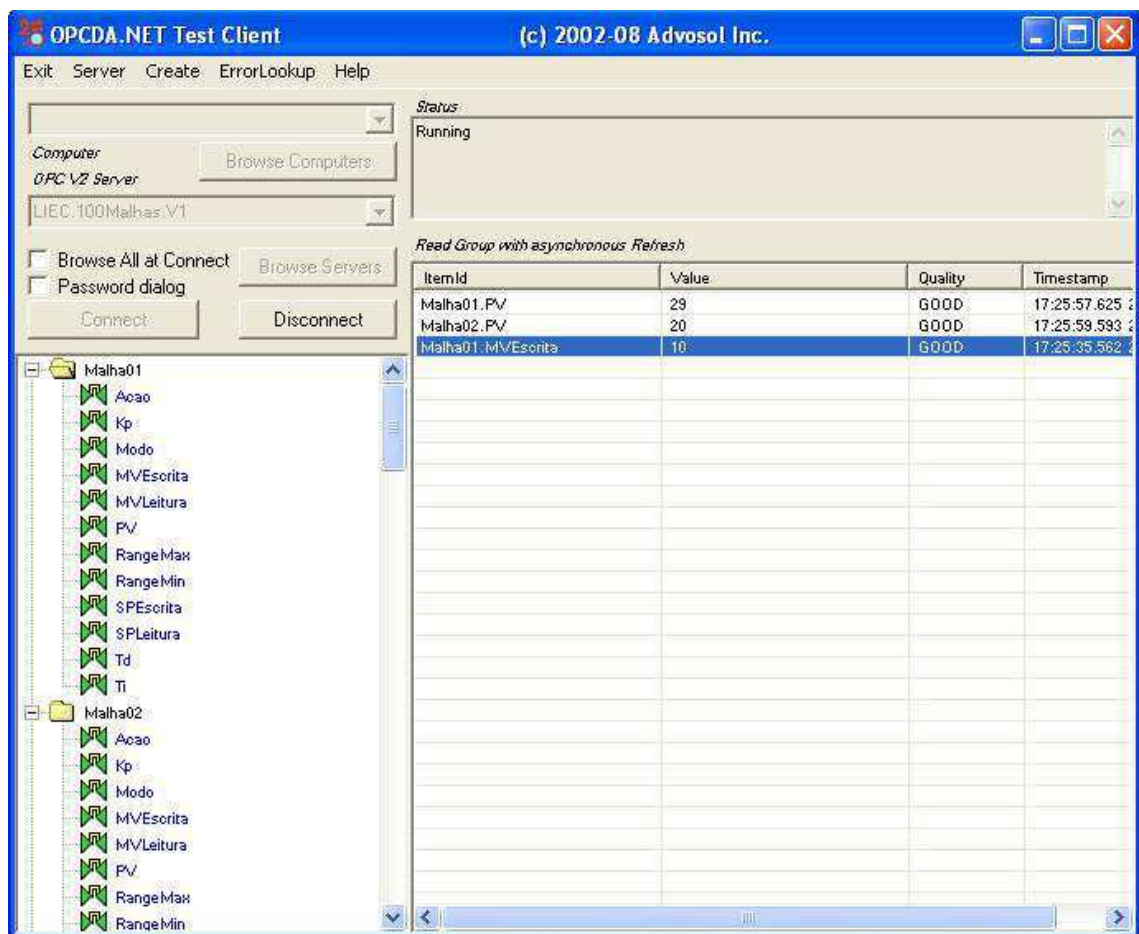 OPCDA.NET Test Client (c) 2002-08 Advosol Inc.
Exit Server Create ErrorLookup Help
Computer
Browse Computers
OPC V2 Server
LIEC.100Malhas.V1
Browse All at Connect
Browse Servers
Password dialog
Connect
Disconnect
Malha01
Acao
Kp
Modo
MVEscrita
MVLeitura
PV
RangeMax
RangeMin
SPEscrita
SPLeitura
Td
Ti
Malha02
Acao
Kp
Modo
MVEscrita
MVLeitura
PV
RangeMax
RangeMin
Status
Running
Read Group with asynchronous Refresh
ItemId Value Quality Timestamp
Malha01.PV 29 GOOD 17:25:57.625
Malha02.PV 20 GOOD 17:25:59.593
Malha01.MVEscrita 10 GOOD 17:25:35.562